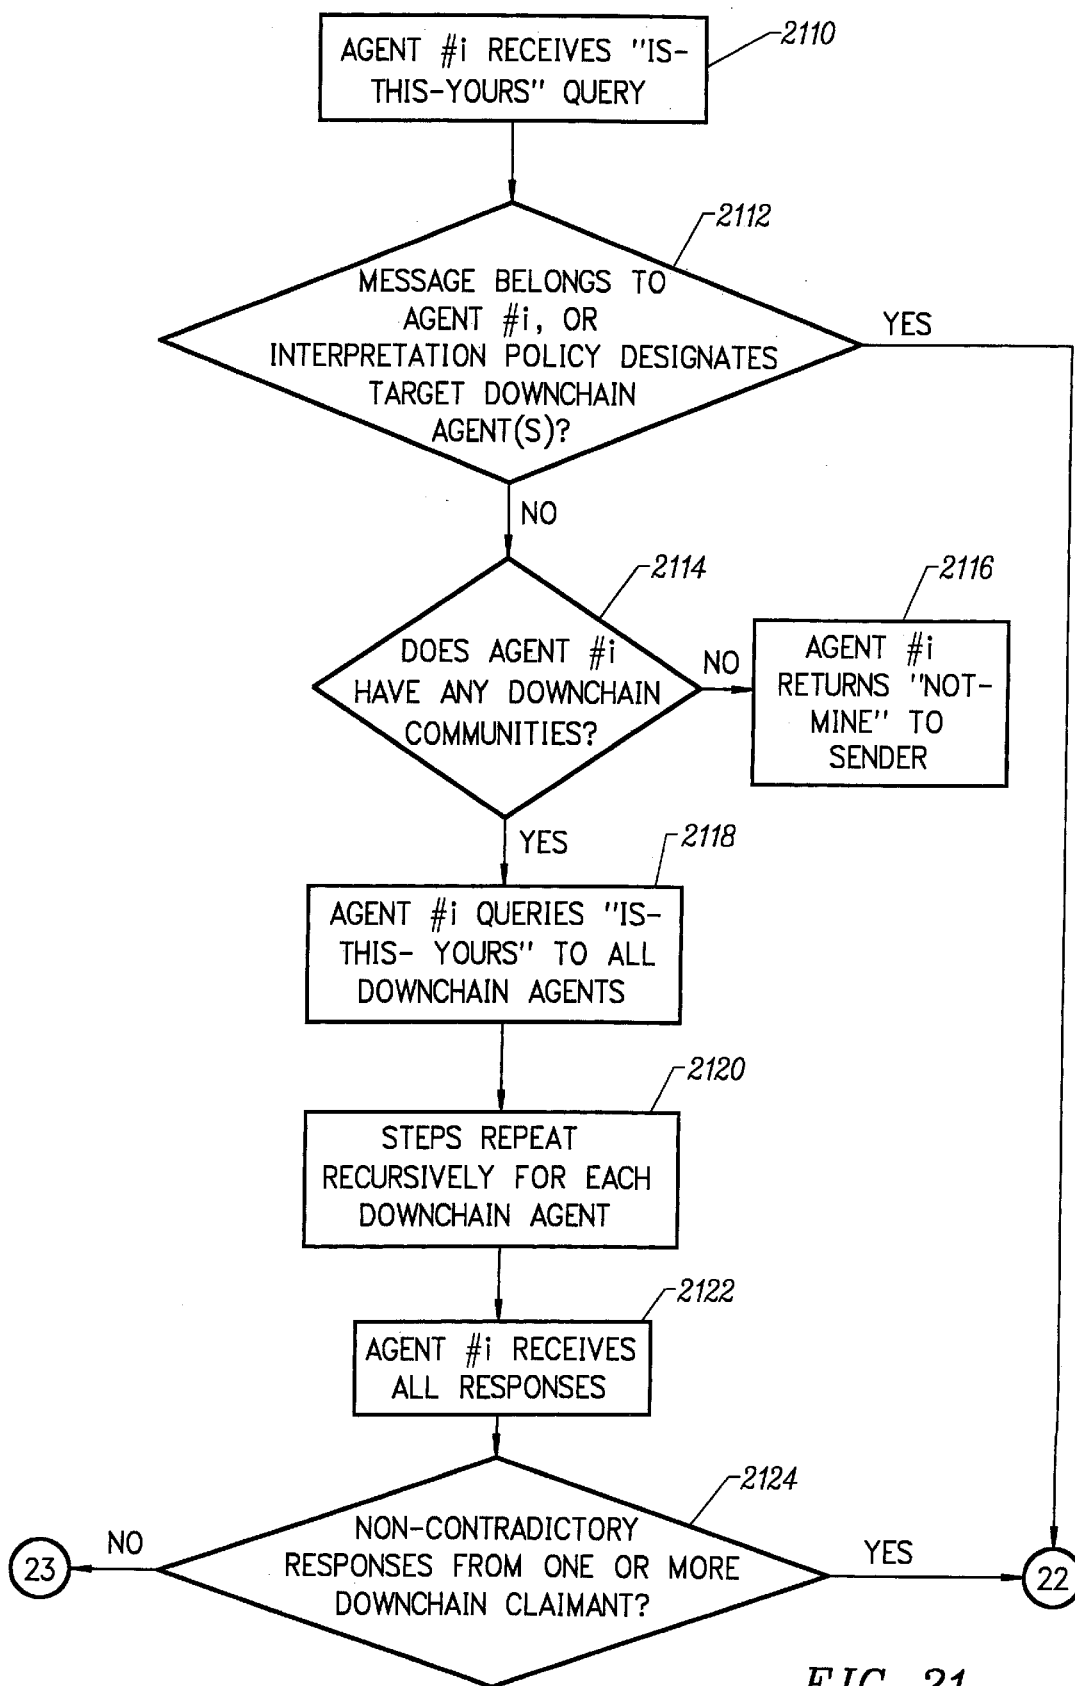 2110
AGENT #i RECEIVES "IS-
THIS-YOURS" QUERY
2112
MESSAGE BELONGS TO
AGENT #i, OR
INTERPRETATION POLICY DESIGNATES
TARGET DOWNCHAIN
AGENT(S)?
YES
NO
2114
DOES AGENT #i
HAVE ANY DOWNCHAIN
COMMUNITIES?
NO
2116
AGENT #i
RETURNS "NOT-
MINE" TO
SENDER
YES
2118
AGENT #i QUERIES "IS-
THIS- YOURS" TO ALL
DOWNCHAIN AGENTS
2120
STEPS REPEAT
RECURSIVELY FOR EACH
DOWNCHAIN AGENT
2122
AGENT #i RECEIVES
ALL RESPONSES
2124
NON-CONTRADICTORY
RESPONSES FROM ONE OR MORE
DOWNCHAIN CLAIMANT?
NO
23
YES
22
FIG. 21